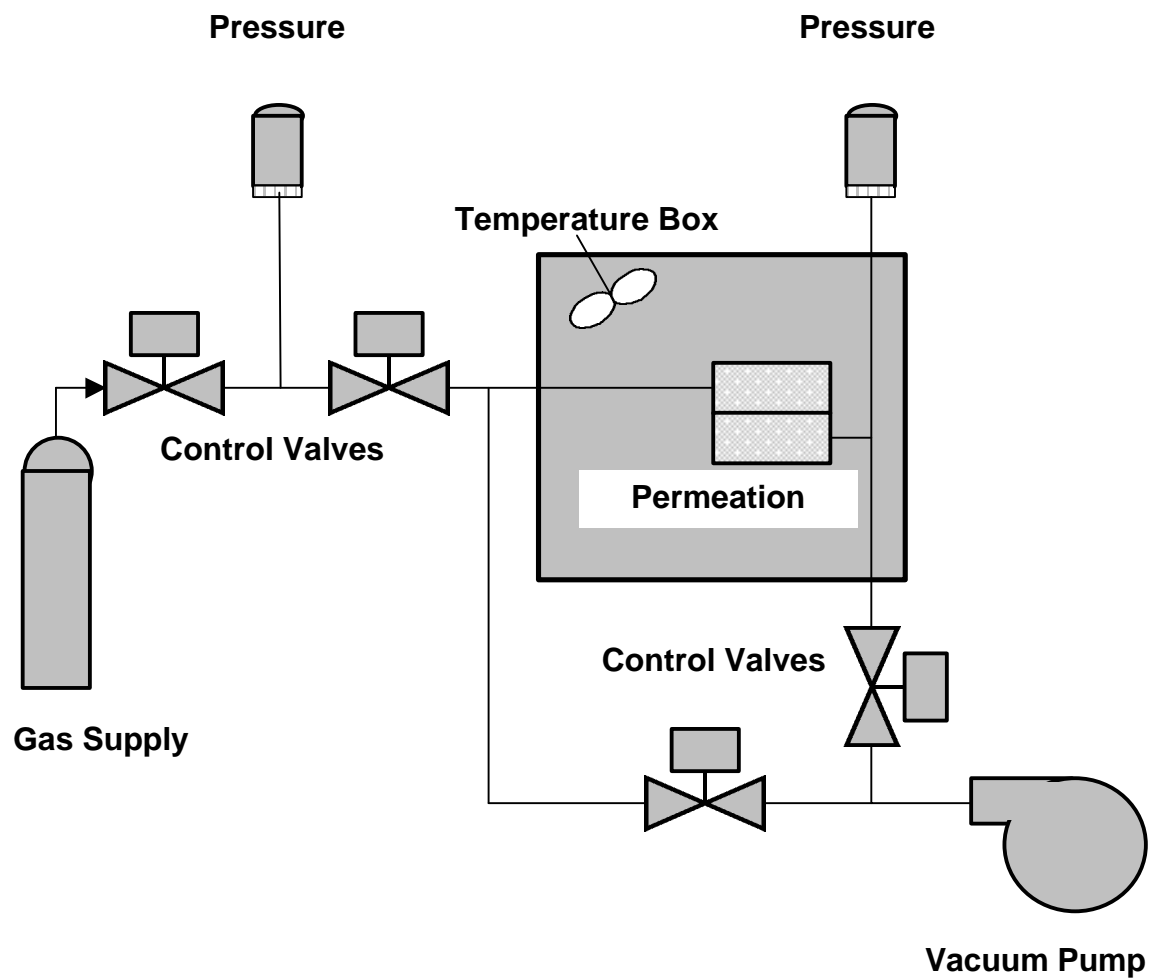 Pressure
Pressure
Temperature Box
Control Valves
Permeation
Control Valves
Gas Supply
Vacuum Pump